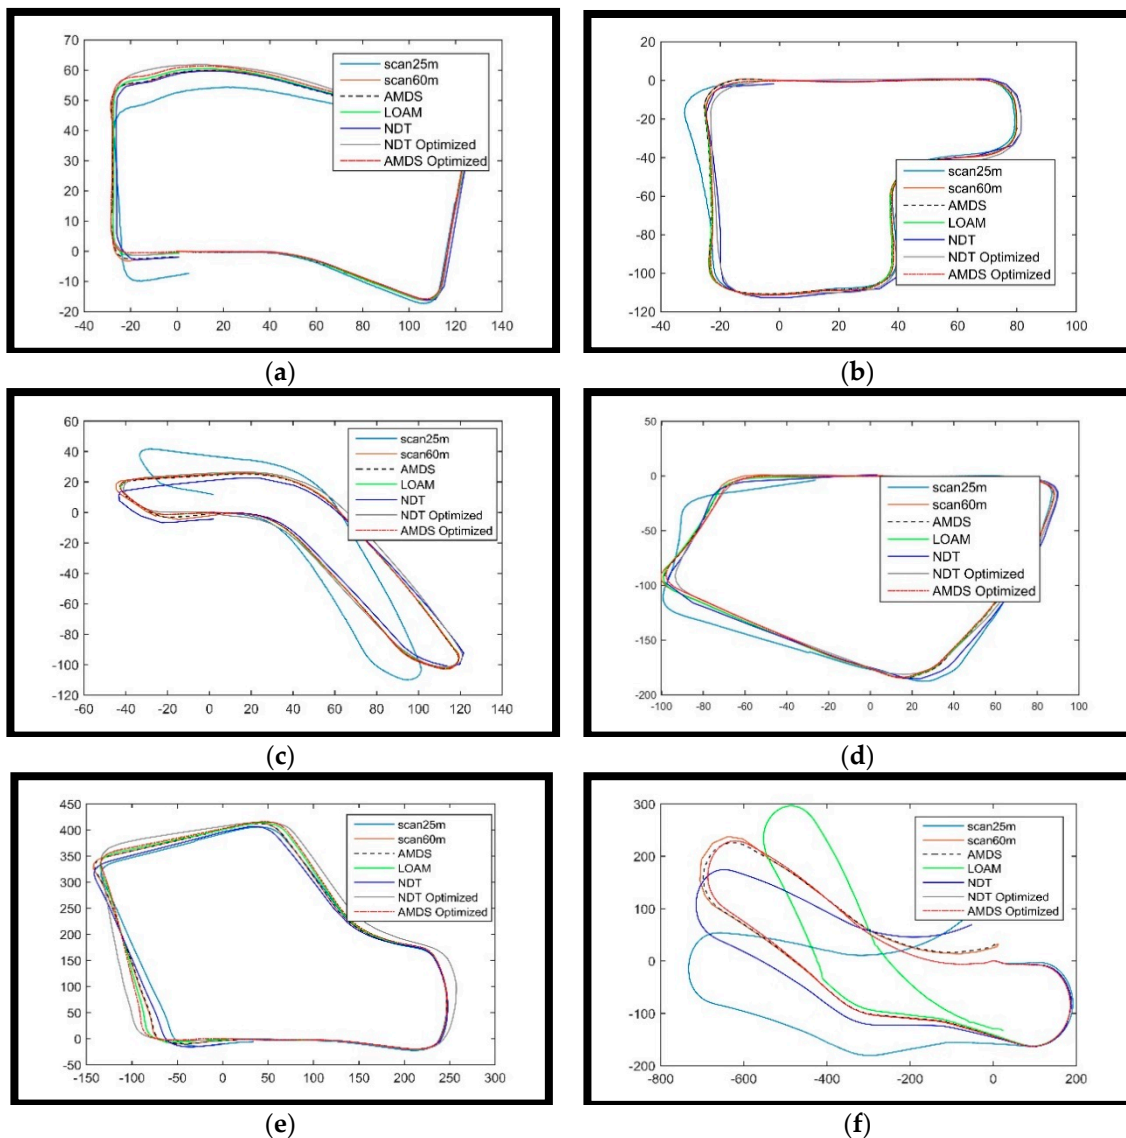 70
60
50
40
30
20
10
0
-10
-20
scan25m
scan60m
AMDS
LOAM
NDT
NDT Optimized
AMDS Optimized
-40 -20 0 20 40 60 80 100 120 140
(a)
20
0
-20
-40
-60
-80
-100
-120
scan25m
scan60m
AMDS
LOAM
NDT
NDT Optimized
AMDS Optimized
-40 -20 0 20 40 60 80 100
(b)
60
40
20
0
-20
-40
-60
-80
-100
-120
scan25m
scan60m
AMDS
LOAM
NDT
NDT Optimized
AMDS Optimized
-60 -40 -20 0 20 40 60 80 100 120 140
(c)
50
0
-50
-100
-150
-200
scan25m
scan60m
AMDS
LOAM
NDT
NDT Optimized
AMDS Optimized
-100 -80 -60 -40 -20 0 20 40 60 80 100
(d)
450
400
350
300
250
200
150
100
50
0
-50
scan25m
scan60m
AMDS
LOAM
NDT
NDT Optimized
AMDS Optimized
-150 -100 -50 0 50 100 150 200 250 300
(e)
300
200
100
0
-100
-200
scan25m
scan60m
AMDS
LOAM
NDT
NDT Optimized
AMDS Optimized
-800 -600 -400 -200 0 200
(f)